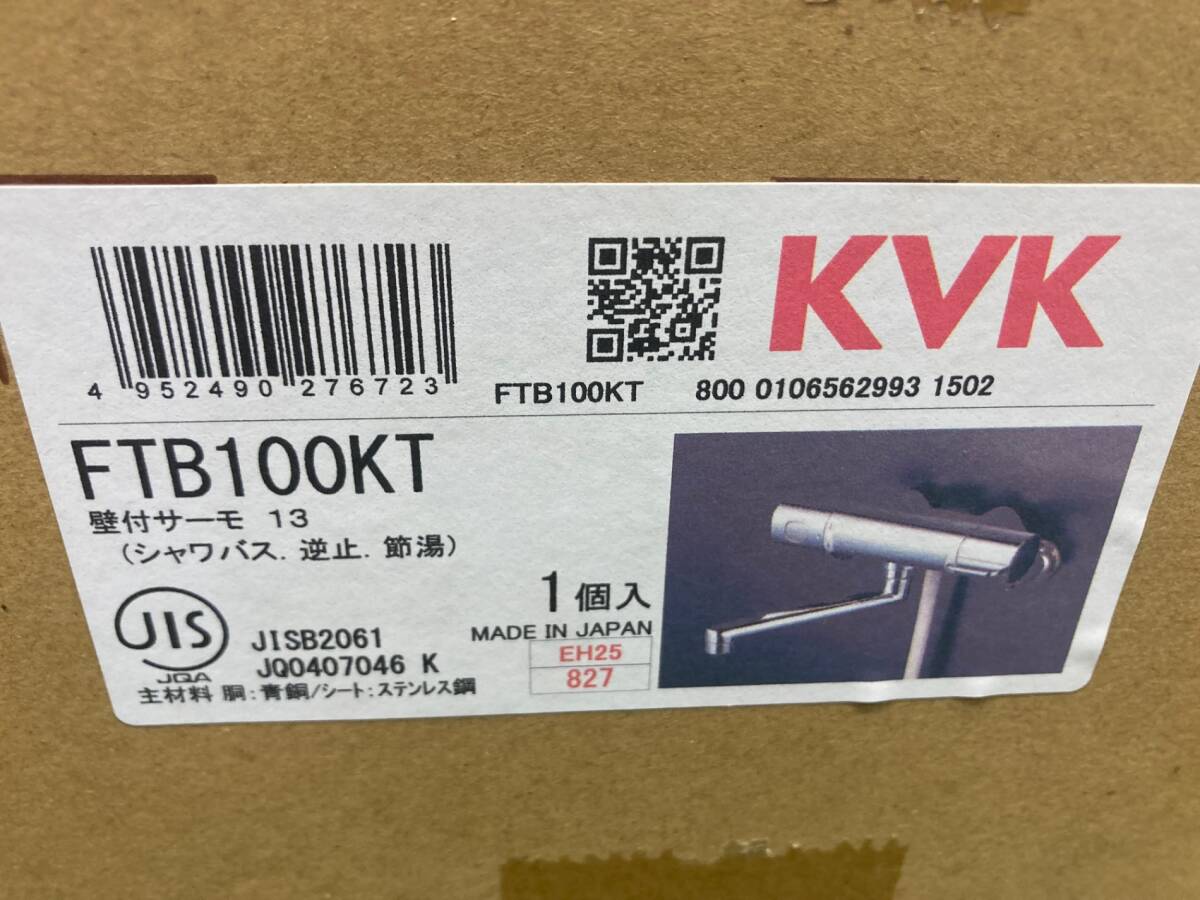 KVK
4 952490 276723
FTB100KT 800 0106562993 1502
FTB100KT
壁付サーモ 13
(シャワバス. 逆止. 節湯)
1個入
MADE IN JAPAN
JIS
JQA
JISB2061
JQ0407046 K
EH25
827
主材料 胴:青銅/シート:ステンレス鋼